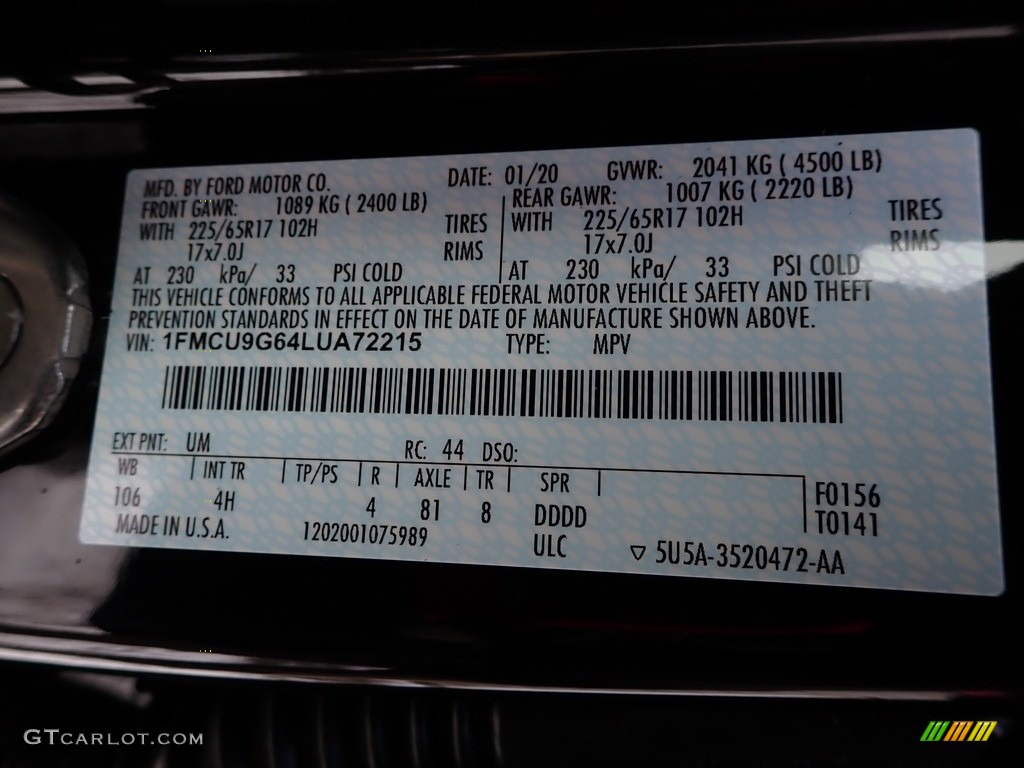 MFD. BY FORD MOTOR CO. DATE: 01/20 GVWR: 2041 KG ( 4500 LB)
FRONT GAWR: 1089 KG ( 2400 LB) REAR GAWR: 1007 KG ( 2220 LB)
WITH 225/65R17 102H TIRES WITH 225/65R17 102H TIRES
17x7.0J RIMS 17x7.0J RIMS
AT 230 kPa/ 33 PSI COLD AT 230 kPa/ 33 PSI COLD
THIS VEHICLE CONFORMS TO ALL APPLICABLE FEDERAL MOTOR VEHICLE SAFETY AND THEFT
PREVENTION STANDARDS IN EFFECT ON THE DATE OF MANUFACTURE SHOWN ABOVE.
VIN: 1FMCU9G64LUA72215 TYPE: MPV
EXT PNT: UM RC: 44 DSO:
WB INT TR TP/PS R AXLE TR SPR
106 4H 4 81 8 DDDD F0156
T0141
MADE IN U.S.A. 1202001075989 ULC ▽ 5U5A-3520472-AA
GTCARLOT.COM